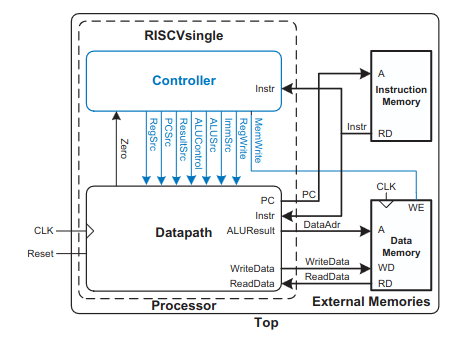 RISCVsingle
Controller
Instr
A
Instruction
Memory
Instr
RD
Zero
RegSrc
PCSrc
ResultSrc
ALUControl
ALUSrc
ImmSrc
RegWrite
MemWrite
CLK
Reset
Datapath
PC
PC
Instr
ALUResult
DataAdr
WriteData
WriteData
ReadData
ReadData
CLK
WE
A
Data
Memory
WD
RD
Processor
External Memories
Top